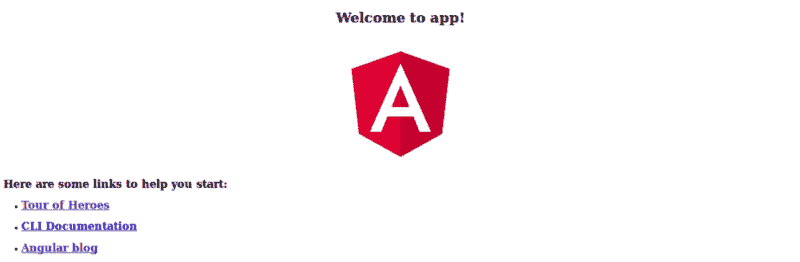 Welcome to app!
A
Here are some links to help you start:
Tour of Heroes
CLI Documentation
Angular blog